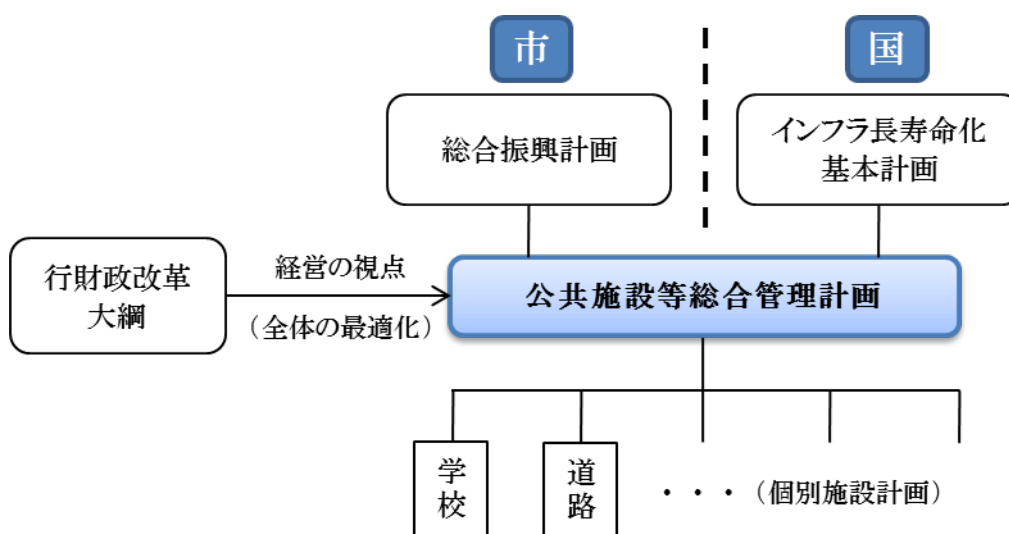 市
国
総合振興計画
インフラ長寿命化
基本計画
行財政改革
大綱
経営の視点
(全体の最適化)
公共施設等総合管理計画
学校
道路
・・・(個別施設計画)